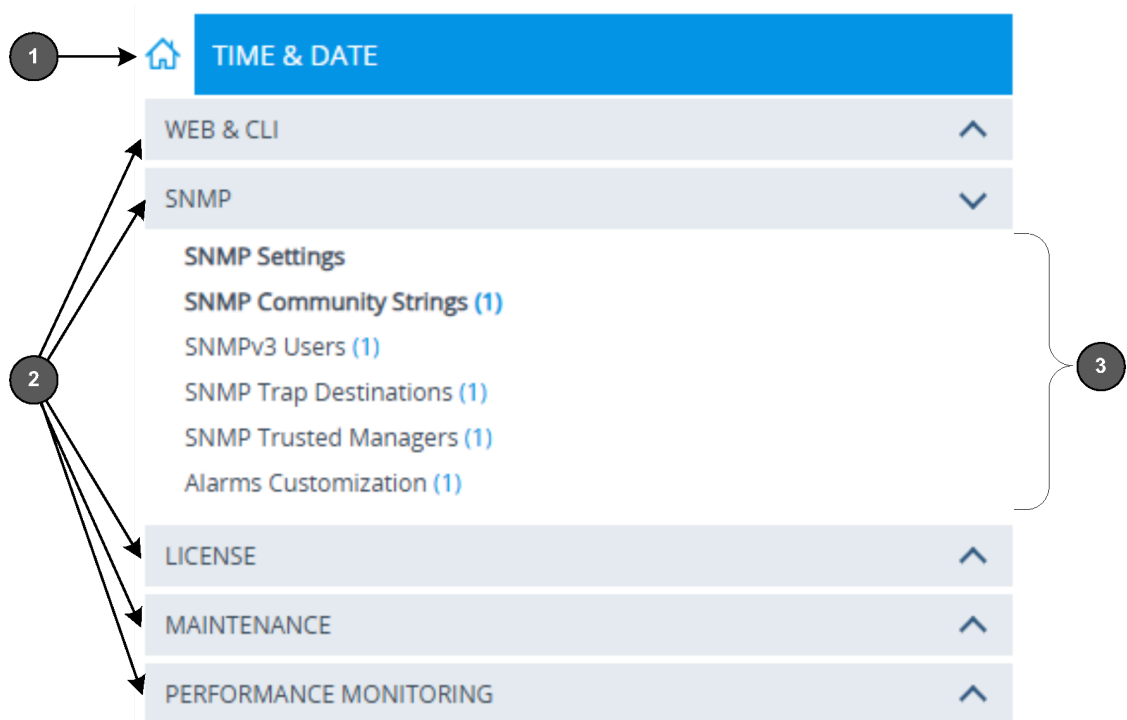 1 TIME & DATE
WEB & CLI
SNMP
SNMP Settings
SNMP Community Strings (1)
SNMPv3 Users (1)
3
2
SNMP Trap Destinations (1)
SNMP Trusted Managers (1)
Alarms Customization (1)
LICENSE
MAINTENANCE
PERFORMANCE MONITORING